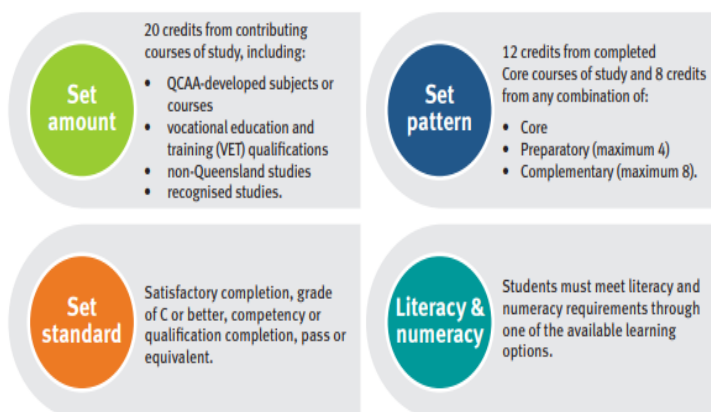 Set
amount
20 credits from contributing
courses of study, including:
• QCAA-developed subjects or
courses
• vocational education and
training (VET) qualifications
• non-Queensland studies
• recognised studies.
Set
pattern
12 credits from completed
Core courses of study and 8 credits
from any combination of:
• Core
• Preparatory (maximum 4)
• Complementary (maximum 8).
Set
standard
Satisfactory completion, grade
of C or better, competency or
qualification completion, pass or
equivalent.
Literacy &
numeracy
Students must meet literacy and
numeracy requirements through
one of the available learning
options.